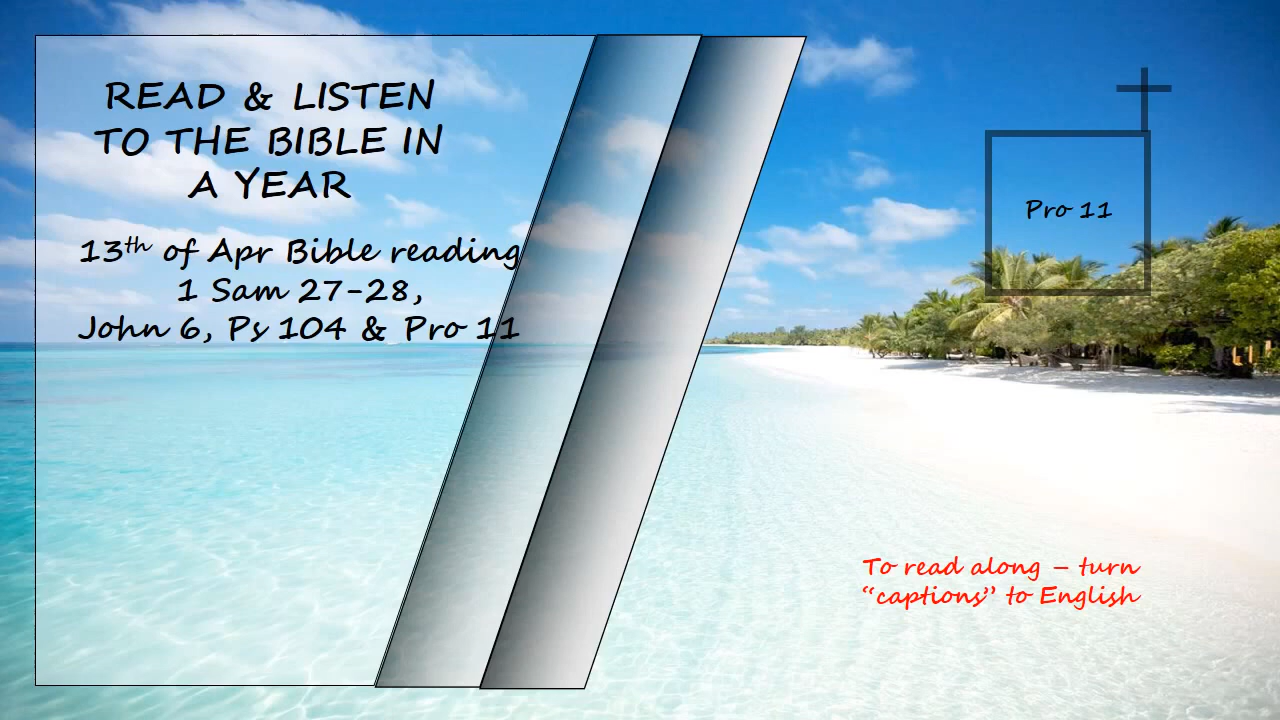 READ & LISTEN
TO THE BIBLE IN
A YEAR
13th of Apr Bible reading
1 Sam 27-28,
John 6, Ps 104 & Pro 11
Pro 11
To read along – turn
“captions” to English